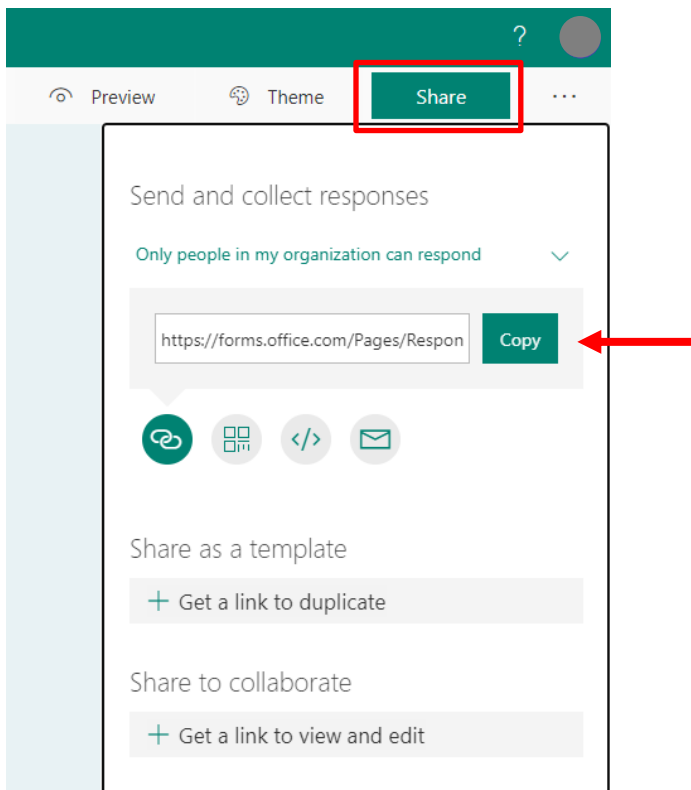 ?
Preview Theme Share ...
Send and collect responses
Only people in my organization can respond
https://forms.office.com/Pages/Respon Copy
</>
Share as a template
+ Get a link to duplicate
Share to collaborate
+ Get a link to view and edit